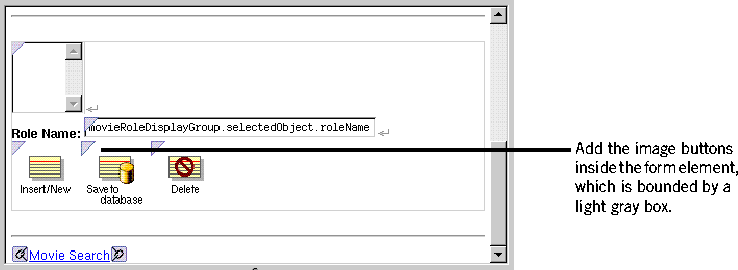 Role Name: movieRoleDisplayGroup.selectedObject.roleName
Insert/New
Save to
database
Delete
Movie Search
Add the image buttons
inside the form element,
which is bounded by a
light gray box.